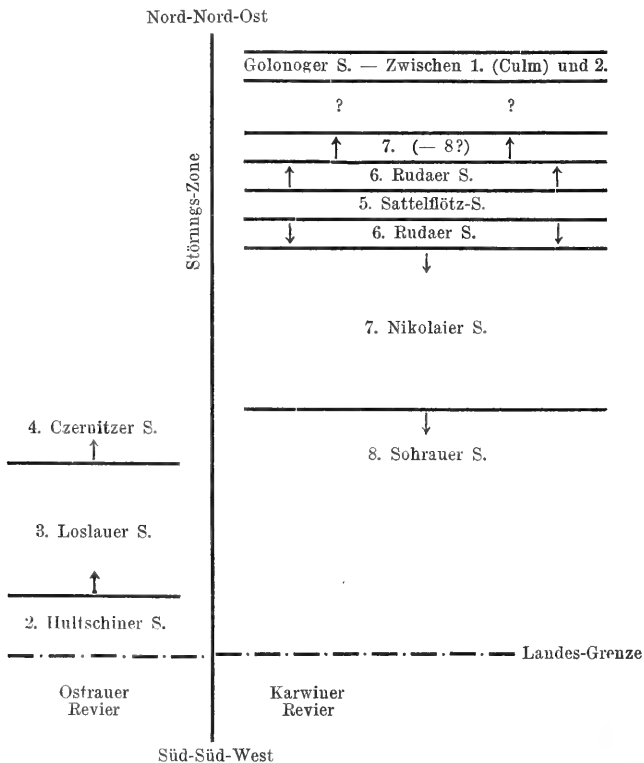 Nord-Nord-Ost
Golonoger S. — Zwischen 1. (Culm) und 2.
? ?
7. (— 8?)
6. Rudaer S.
5. Sattelflötz-S.
6. Rudaer S.
Störungs-Zone
7. Nikolaier S.
4. Czernitzer S.
8. Sohrauer S.
3. Loslauer S.
2. Hultschiner S.
Landes-Grenze
Ostrauer
Revier
Karwiner
Revier
Süd-Süd-West